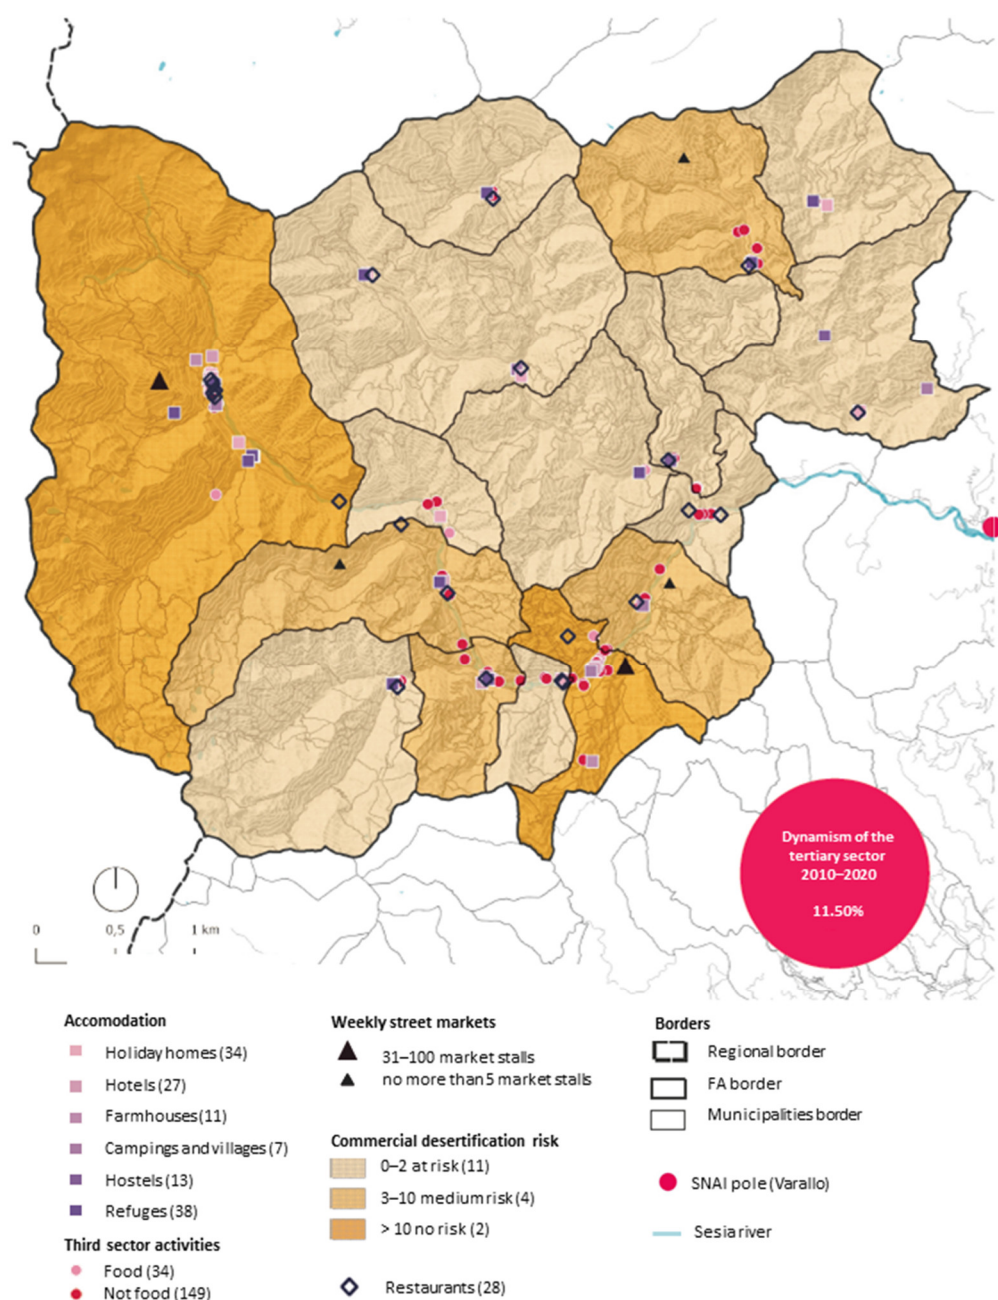 Dynamism of the
tertiary sector
2010–2020
11.50%
0
0,5
1 km
Accomodation
Holiday homes (34)
Hotels (27)
Farmhouses (11)
Campings and villages (7)
Hostels (13)
Refuges (38)
Third sector activities
Food (34)
Not food (149)
Weekly street markets
31–100 market stalls
no more than 5 market stalls
Commercial desertification risk
0–2 at risk (11)
3–10 medium risk (4)
> 10 no risk (2)
Restaurants (28)
Borders
Regional border
FA border
Municipalities border
SNAI pole (Varallo)
Sesia river